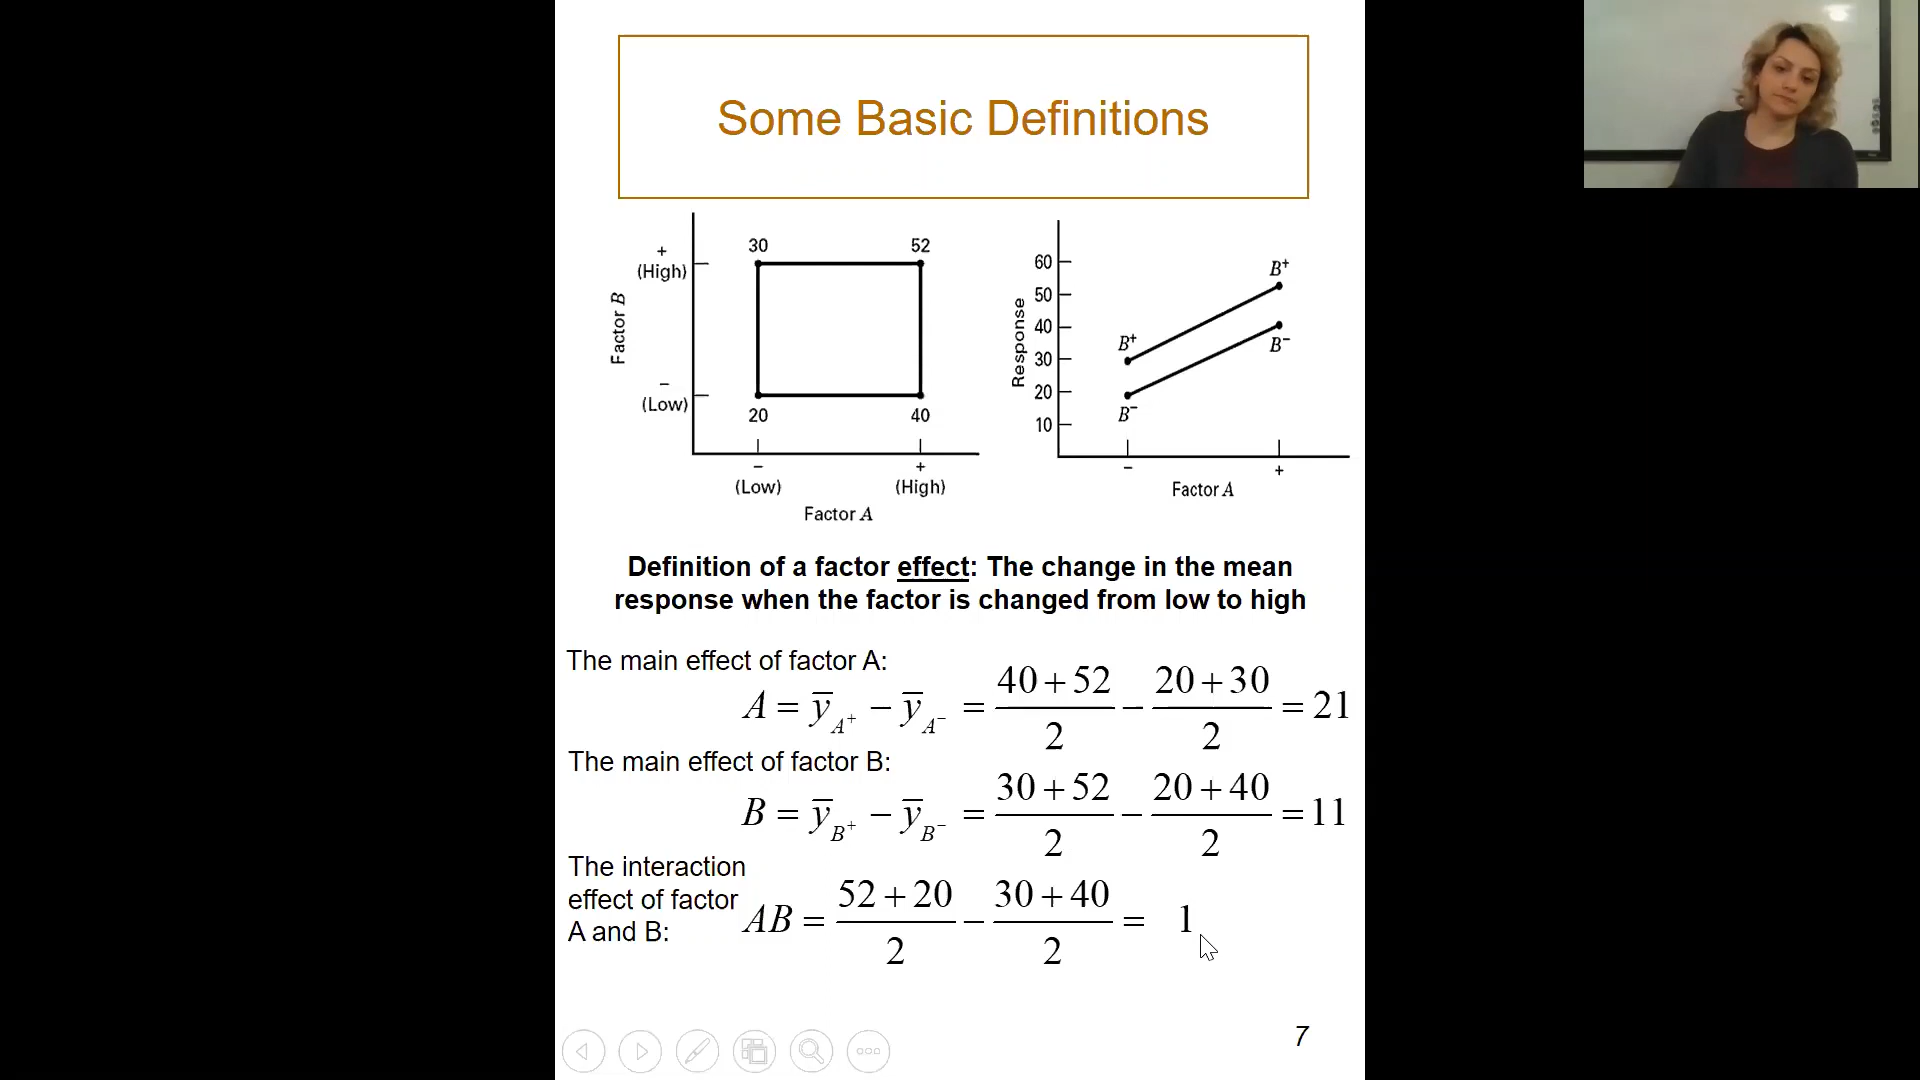 Some Basic Definitions
30 52
+
(High)
Factor B
−
(Low)
20 40
− +
(Low) (High)
Factor A
60
50
40
30
20
10
Response
B⁺
B⁺
B⁻
B⁻
− +
Factor A
Definition of a factor effect: The change in the mean
response when the factor is changed from low to high
The main effect of factor A:
A = y̅_A⁺ − y̅_A⁻ = (40 + 52)/2 − (20 + 30)/2 = 21
The main effect of factor B:
B = y̅_B⁺ − y̅_B⁻ = (30 + 52)/2 − (20 + 40)/2 = 11
The interaction
effect of factor
A and B:
AB = (52 + 20)/2 − (30 + 40)/2 = 1
7